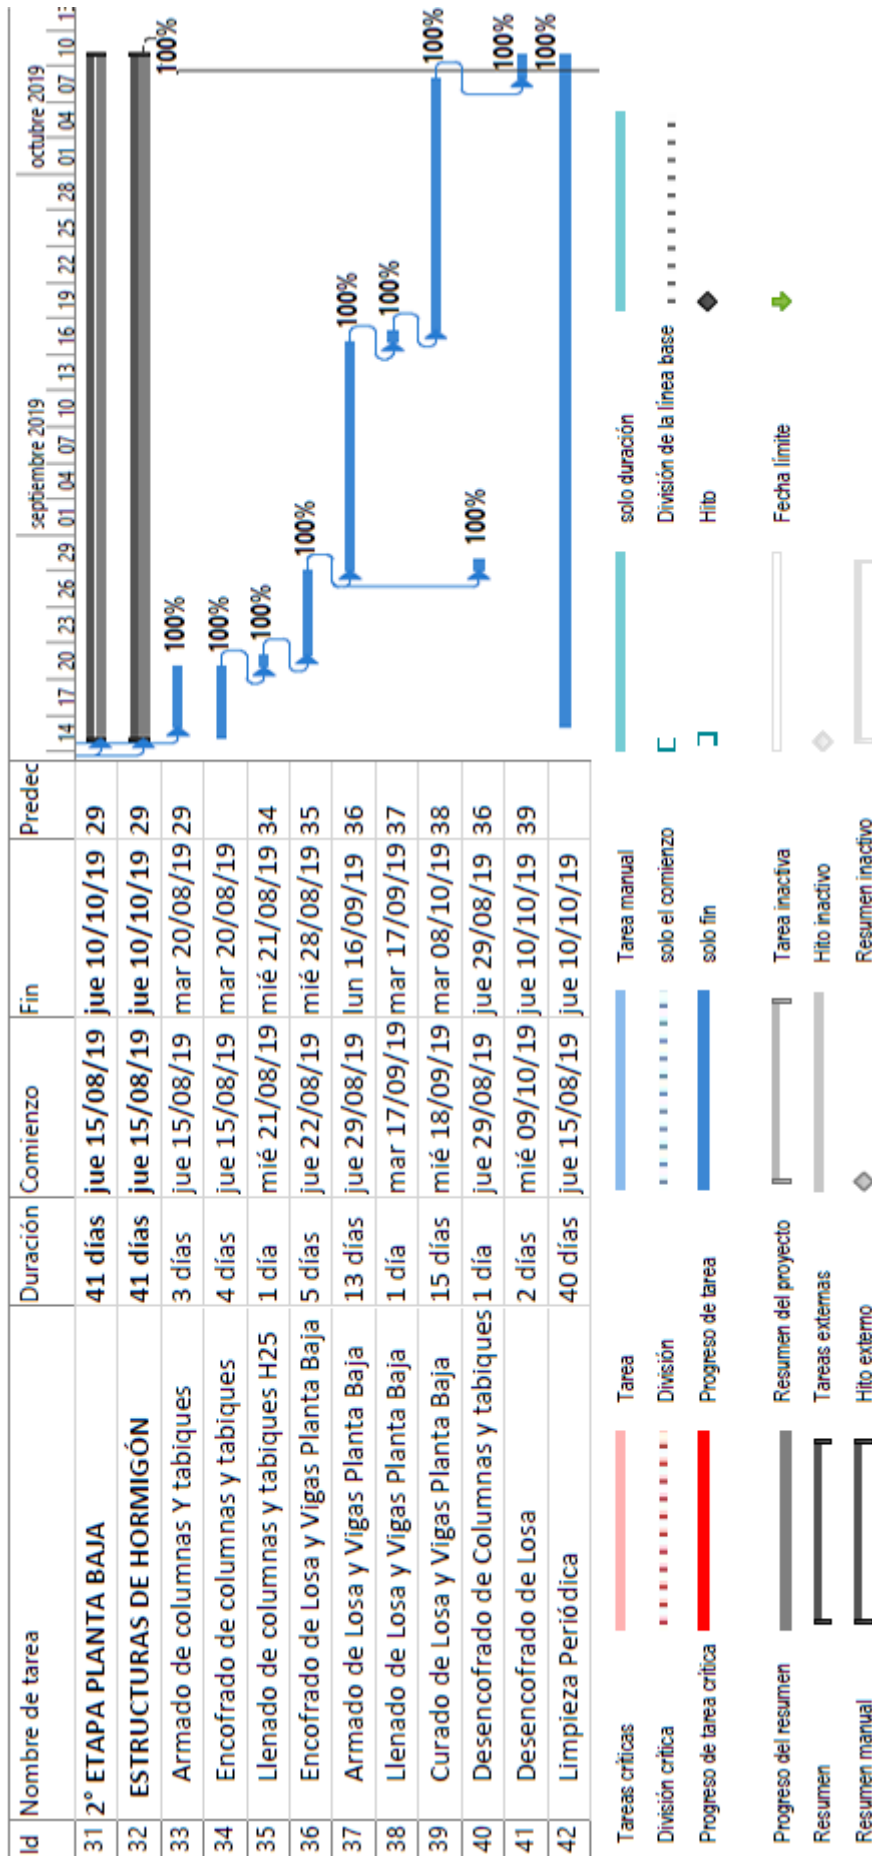 Id Nombre de tarea Duración Comienzo Fin Predec
septiembre 2019 octubre 2019
14 17 20 23 26 29 01 04 07 10 13 16 19 22 25 28 01 04 07 10
31 2° ETAPA PLANTA BAJA 41 días jue 15/08/19 jue 10/10/19 29
32 ESTRUCTURAS DE HORMIGÓN 41 días jue 15/08/19 jue 10/10/19 29 100%
33 Armado de columnas Y tabiques 3 días jue 15/08/19 mar 20/08/19 29 100%
34 Encofrado de columnas y tabiques 4 días jue 15/08/19 mar 20/08/19 100%
35 Llenado de columnas y tabiques H25 1 día mié 21/08/19 mié 21/08/19 34 100%
36 Encofrado de Losa y Vigas Planta Baja 5 días jue 22/08/19 mié 28/08/19 35 100%
37 Armado de Losa y Vigas Planta Baja 13 días jue 29/08/19 lun 16/09/19 36 100%
38 Llenado de Losa y Vigas Planta Baja 1 día mar 17/09/19 mar 17/09/19 37 100%
39 Curado de Losa y Vigas Planta Baja 15 días mié 18/09/19 mar 08/10/19 38 100%
40 Desencofrado de Columnas y tabiques 1 día jue 29/08/19 jue 29/08/19 36 100%
41 Desencofrado de Losa 2 días mié 09/10/19 jue 10/10/19 39 100%
42 Limpieza Periódica 40 días jue 15/08/19 jue 10/10/19 100%
Tareas críticas Tarea Tarea manual solo duración
División crítica División solo el comienzo División de la línea base
Progreso de tarea crítica Progreso de tarea solo fin Hito
Progreso del resumen Resumen del proyecto Tarea inactiva Fecha límite
Resumen Tareas externas Hito inactivo
Resumen manual Hito externo Resumen inactivo